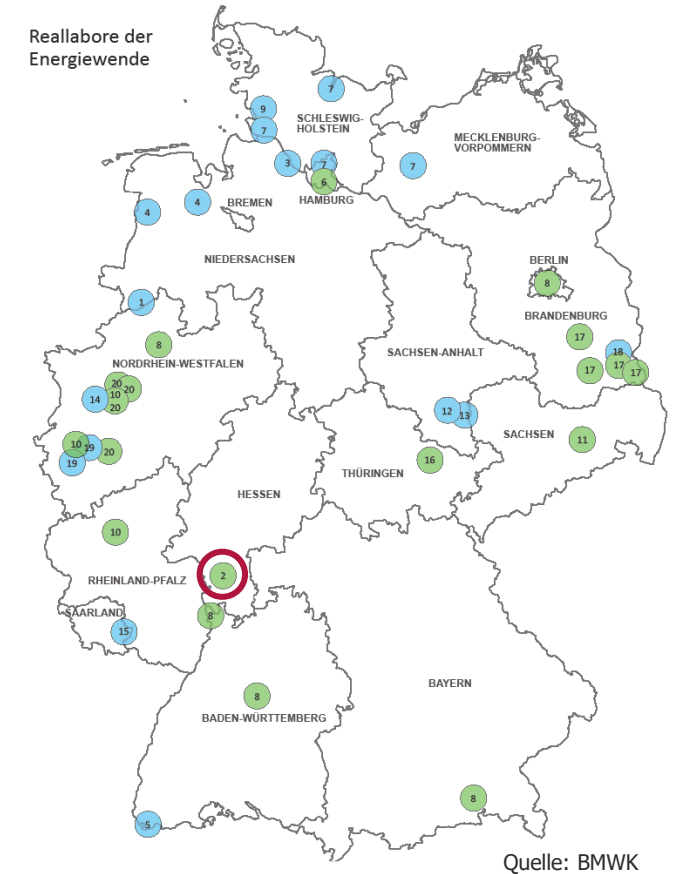 Reallabore der
Energiewende
7
9
SCHLESWIG-
HOLSTEIN
7
MECKLENBURG-
VORPOMMERN
3
7
7
6
HAMBURG
4
4
BREMEN
NIEDERSACHSEN
BERLIN
8
1
BRANDENBURG
17
8
NORDRHEIN-WESTFALEN
SACHSEN-ANHALT
18
17
17
17
20
20
10
20
14
12
13
SACHSEN
11
10
19
20
19
THÜRINGEN
16
HESSEN
10
RHEINLAND-PFALZ
2
SAARLAND
15
8
BAYERN
8
BADEN-WÜRTTEMBERG
8
5
Quelle: BMWK